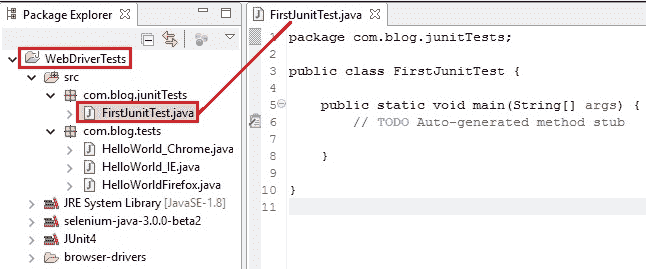 Package Explorer
WebDriverTests
src
com.blog.junitTests
FirstJunitTest.java
com.blog.tests
HelloWorld_Chrome.java
HelloWorld_IE.java
HelloWorldFirefox.java
JRE System Library [JavaSE-1.8]
selenium-java-3.0.0-beta2
JUnit4
browser-drivers
FirstJunitTest.java
1 package com.blog.junitTests;
2
3 public class FirstJunitTest {
4
5 public static void main(String[] args) {
6 // TODO Auto-generated method stub
7
8 }
9
10 }
11